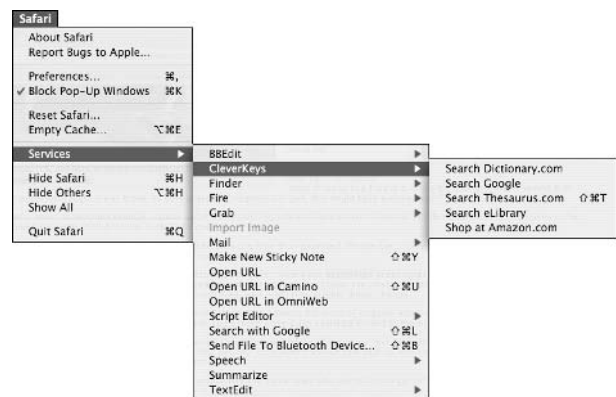 Safari
About Safari
Report Bugs to Apple...
Preferences... ⌘,
✓ Block Pop-Up Windows ⌘K
Reset Safari...
Empty Cache... ⌥⌘E
Services ▶
Hide Safari ⌘H
Hide Others ⌥⌘H
Show All
Quit Safari ⌘Q
BBEdit ▶
CleverKeys ▶
Finder ▶
Fire ▶
Grab ▶
Import Image
Mail ▶
Make New Sticky Note ⇧⌘Y
Open URL
Open URL in Camino ⇧⌘U
Open URL in OmniWeb
Script Editor ▶
Search with Google ⇧⌘L
Send File To Bluetooth Device... ⇧⌘B
Speech ▶
Summarize
TextEdit ▶
Search Dictionary.com
Search Google
Search Thesaurus.com ⇧⌘T
Search eLibrary
Shop at Amazon.com